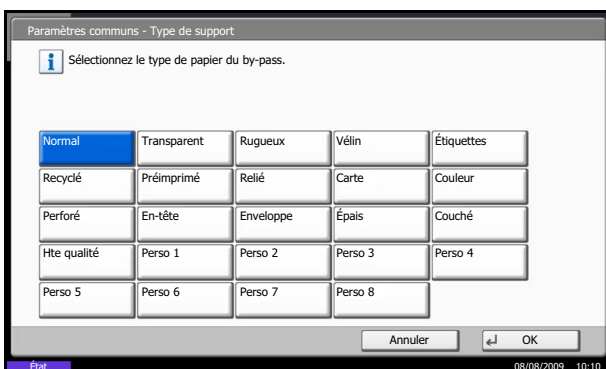 Paramètres communs - Type de support
Sélectionnez le type de papier du by-pass.
Normal Transparent Rugueux Vélin Étiquettes
Recyclé Préimprimé Relié Carte Couleur
Perforé En-tête Enveloppe Épais Couché
Hte qualité Perso 1 Perso 2 Perso 3 Perso 4
Perso 5 Perso 6 Perso 7 Perso 8
Annuler OK
État 08/08/2009 10:10